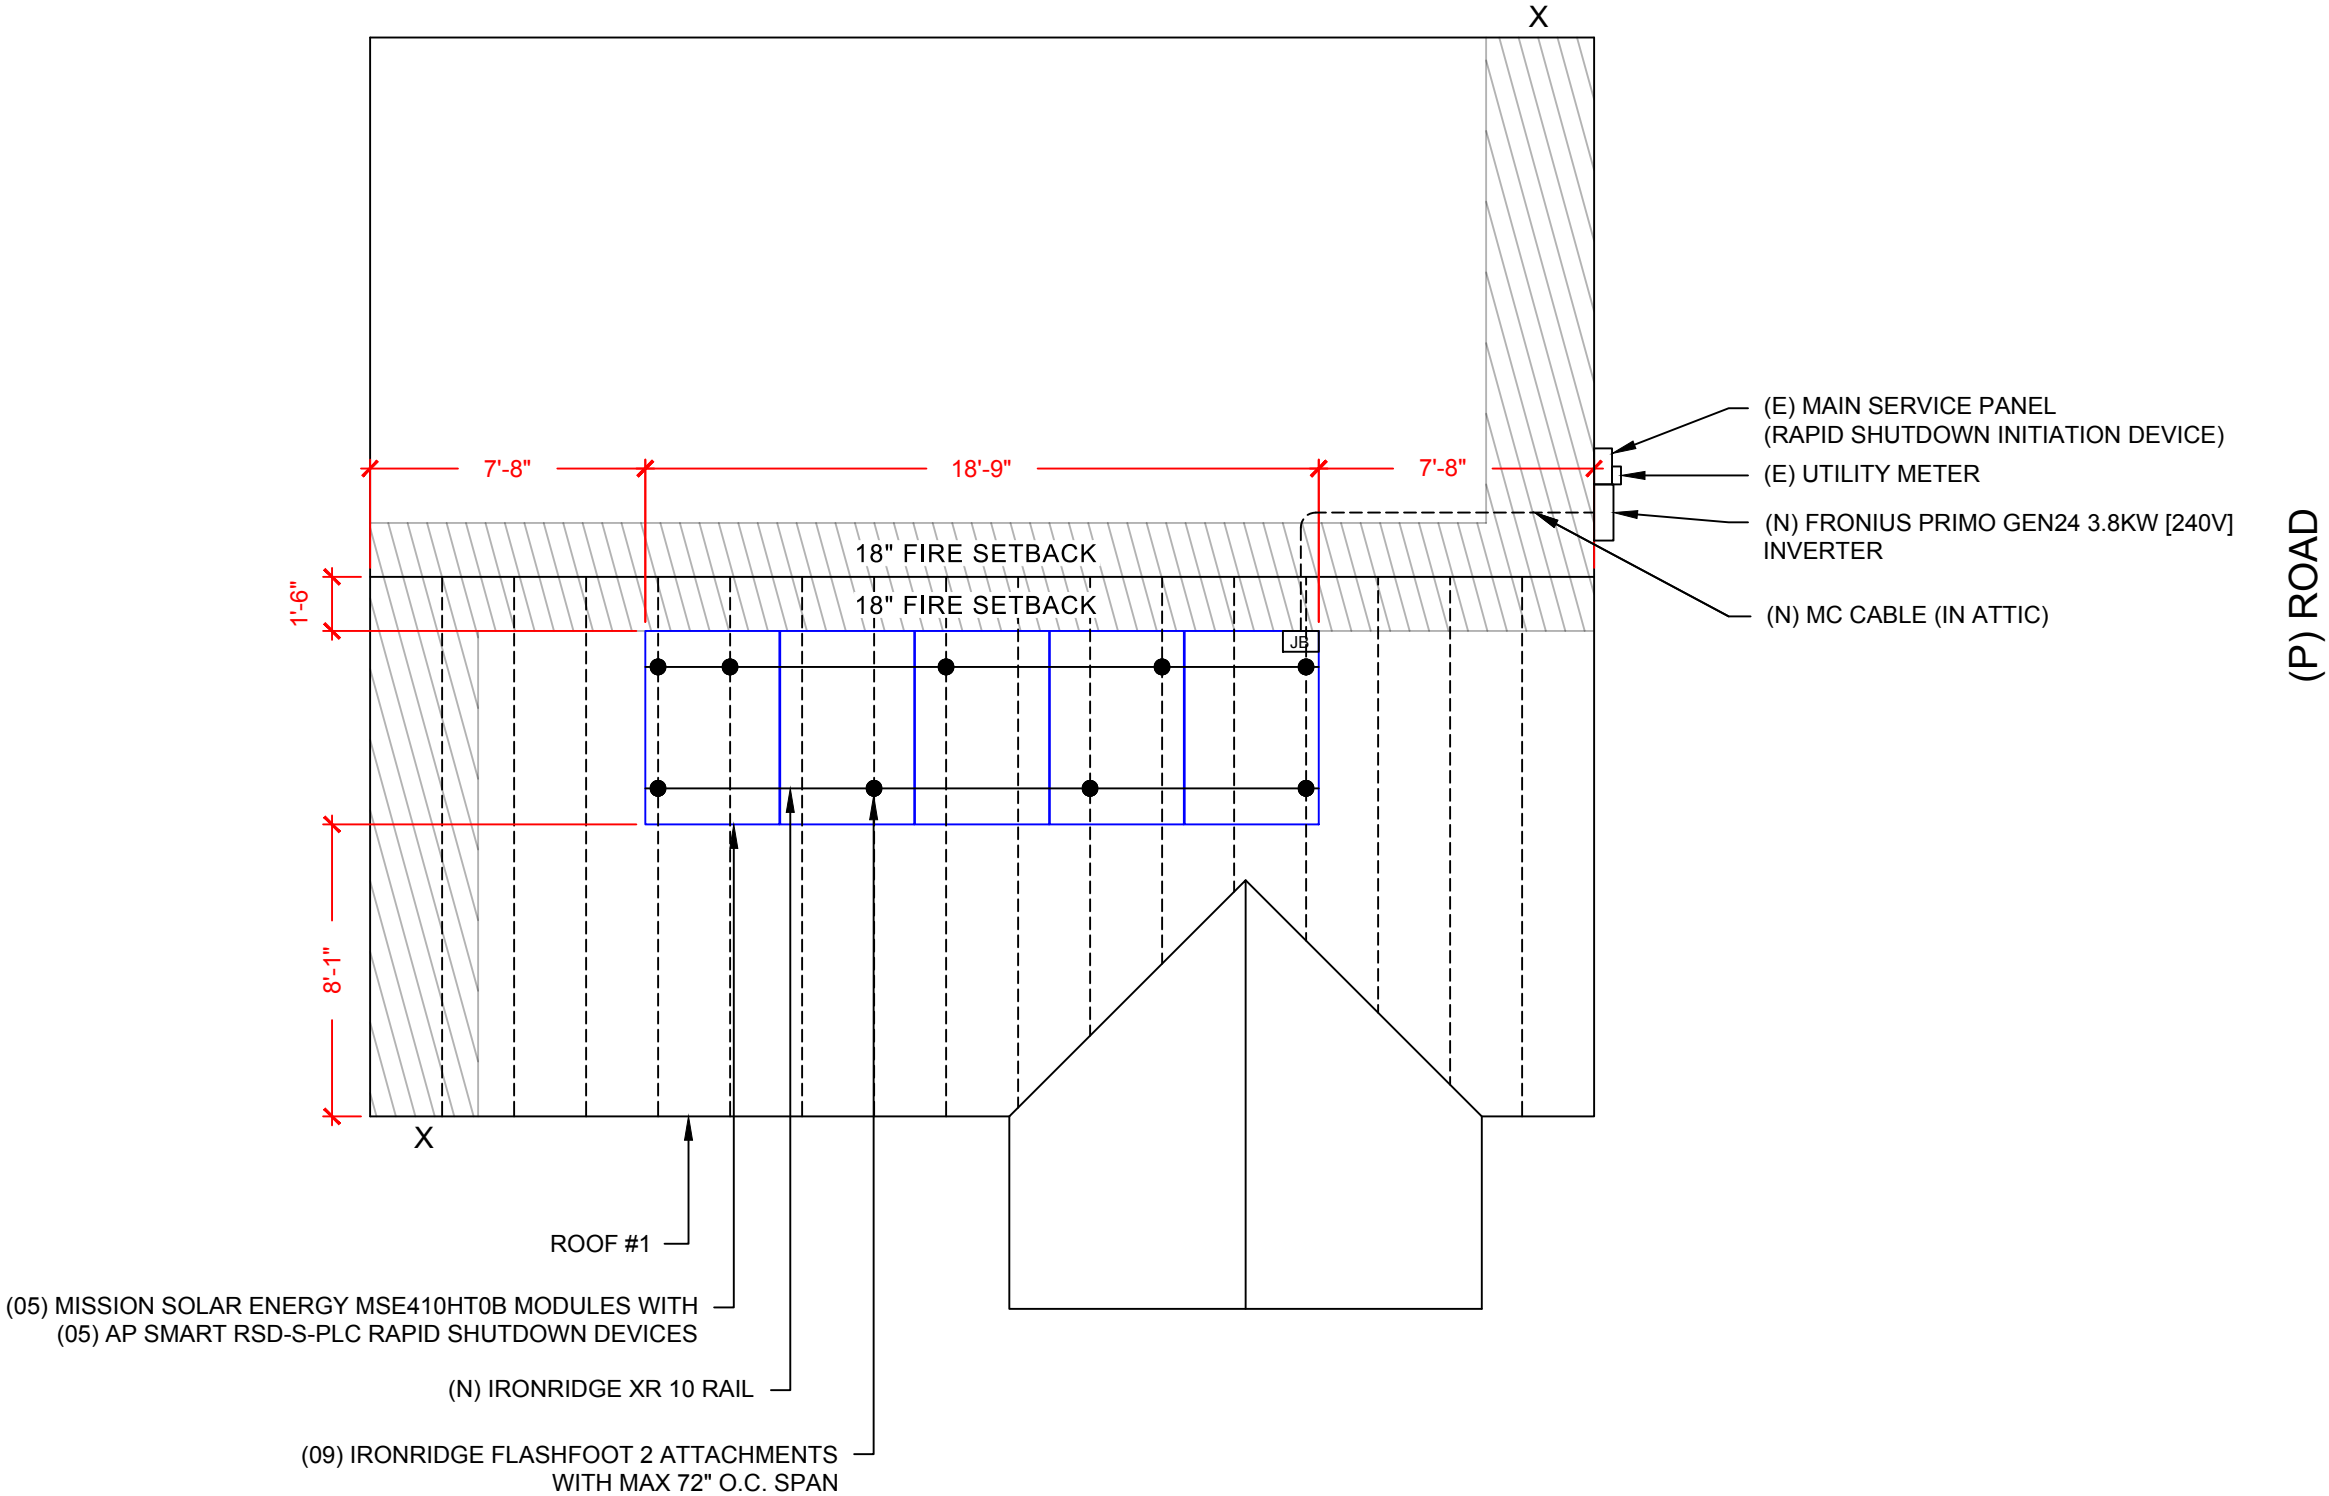 X
(E) MAIN SERVICE PANEL
(RAPID SHUTDOWN INITIATION DEVICE)
7'-8"
18'-9"
7'-8"
(E) UTILITY METER
(N) FRONIUS PRIMO GEN24 3.8KW [240V]
INVERTER
(P) ROAD
18" FIRE SETBACK
1'-6"
18" FIRE SETBACK
(N) MC CABLE (IN ATTIC)
JB
8'-1"
X
ROOF #1
(05) MISSION SOLAR ENERGY MSE410HT0B MODULES WITH
(05) AP SMART RSD-S-PLC RAPID SHUTDOWN DEVICES
(N) IRONRIDGE XR 10 RAIL
(09) IRONRIDGE FLASHFOOT 2 ATTACHMENTS
WITH MAX 72" O.C. SPAN